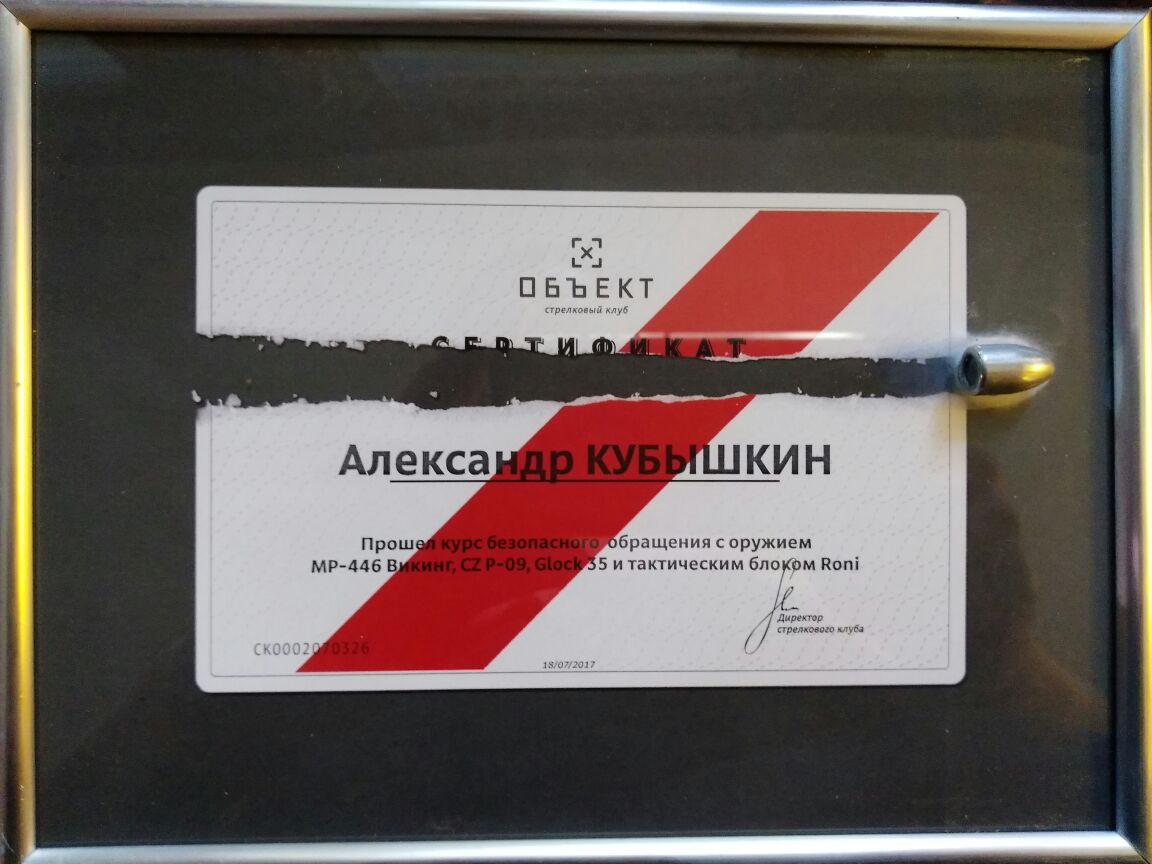 ОБЪЕКТ
стрелковый клуб
СЕРТИФИКАТ
Александр КУБЫШКИН
Прошел курс безопасного обращения с оружием
МР-446 Викинг, CZ P-09, Glock 35 и тактическим блоком Roni
Директор
стрелкового клуба
СК0002070326
18/07/2017